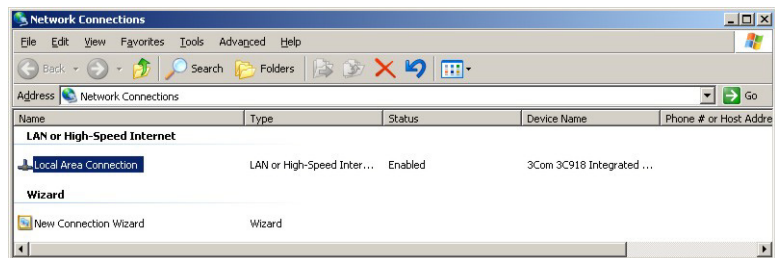 Network Connections
File Edit View Favorites Tools Advanced Help
Back Search Folders
Address Network Connections Go
Name Type Status Device Name Phone # or Host Addre
LAN or High-Speed Internet
Local Area Connection LAN or High-Speed Inter... Enabled 3Com 3C918 Integrated ...
Wizard
New Connection Wizard Wizard